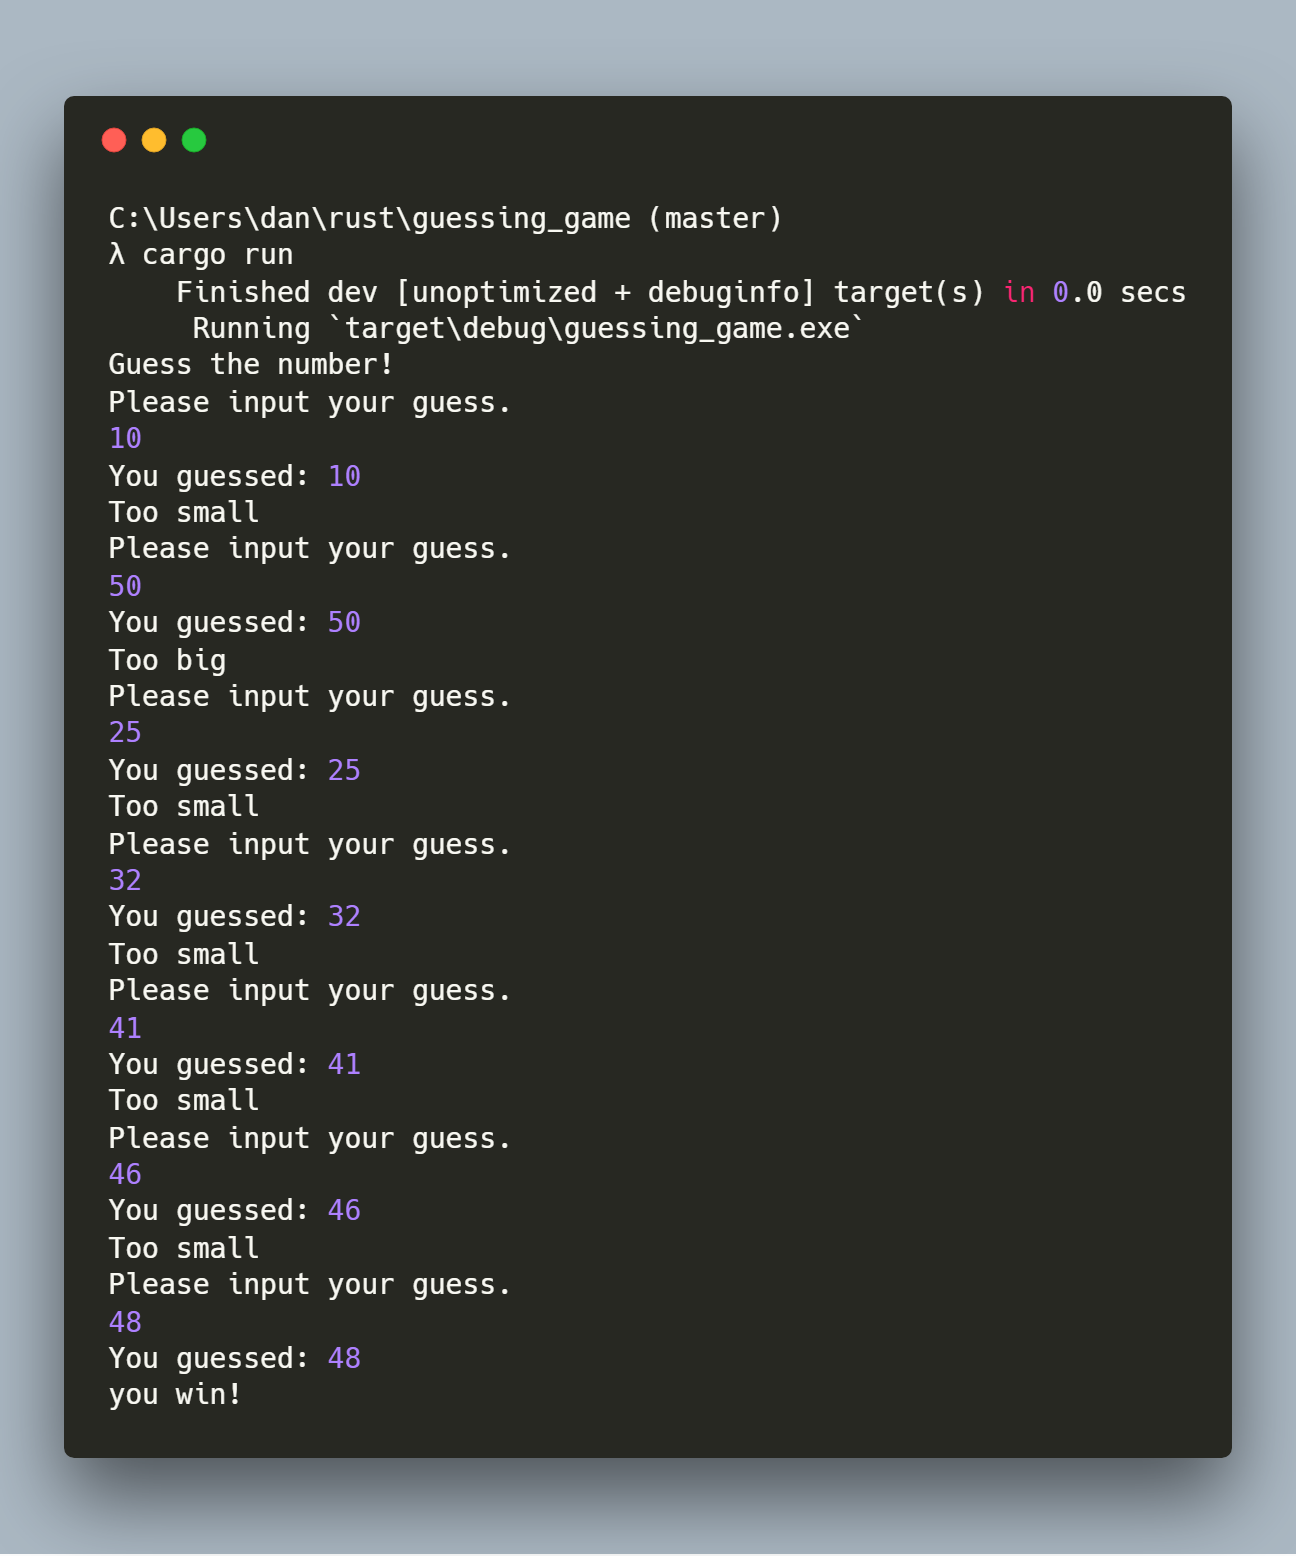 C:\Users\dan\rust\guessing_game (master)
λ cargo run
    Finished dev [unoptimized + debuginfo] target(s) in 0.0 secs
     Running `target\debug\guessing_game.exe`
Guess the number!
Please input your guess.
10
You guessed: 10
Too small
Please input your guess.
50
You guessed: 50
Too big
Please input your guess.
25
You guessed: 25
Too small
Please input your guess.
32
You guessed: 32
Too small
Please input your guess.
41
You guessed: 41
Too small
Please input your guess.
46
You guessed: 46
Too small
Please input your guess.
48
You guessed: 48
you win!